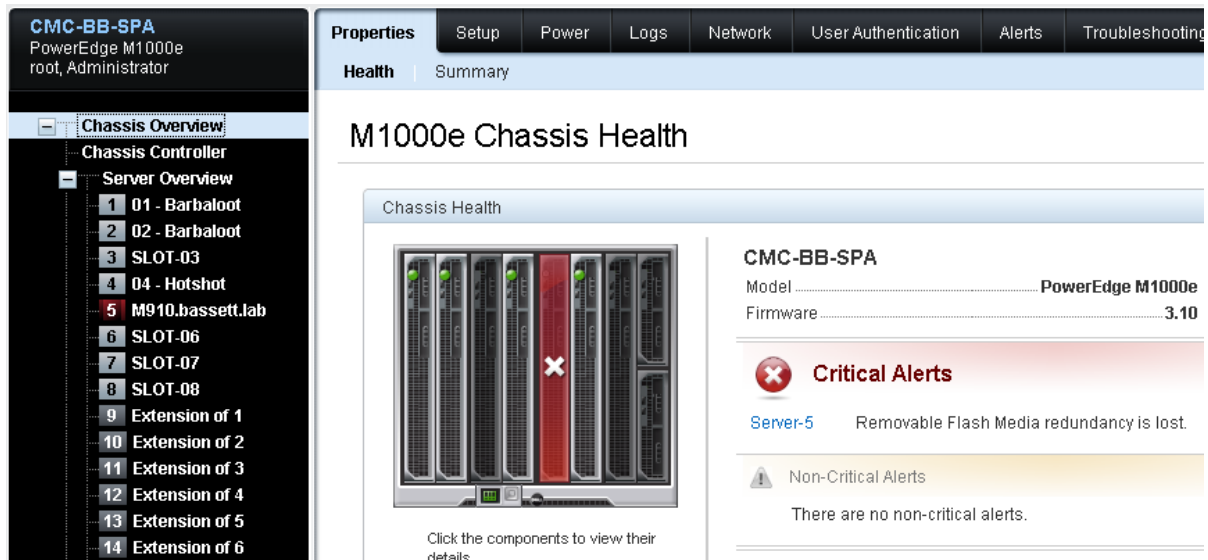 CMC-BB-SPA
PowerEdge M1000e
root, Administrator
Properties Setup Power Logs Network User Authentication Alerts Troubleshooting
Health Summary
Chassis Overview
Chassis Controller
Server Overview
1 01 - Barbaloot
2 02 - Barbaloot
3 SLOT-03
4 04 - Hotshot
5 M910.bassett.lab
6 SLOT-06
7 SLOT-07
8 SLOT-08
9 Extension of 1
10 Extension of 2
11 Extension of 3
12 Extension of 4
13 Extension of 5
14 Extension of 6
M1000e Chassis Health
Chassis Health
Click the components to view their
details
CMC-BB-SPA
Model PowerEdge M1000e
Firmware 3.10
Critical Alerts
Server-5 Removable Flash Media redundancy is lost.
Non-Critical Alerts
There are no non-critical alerts.